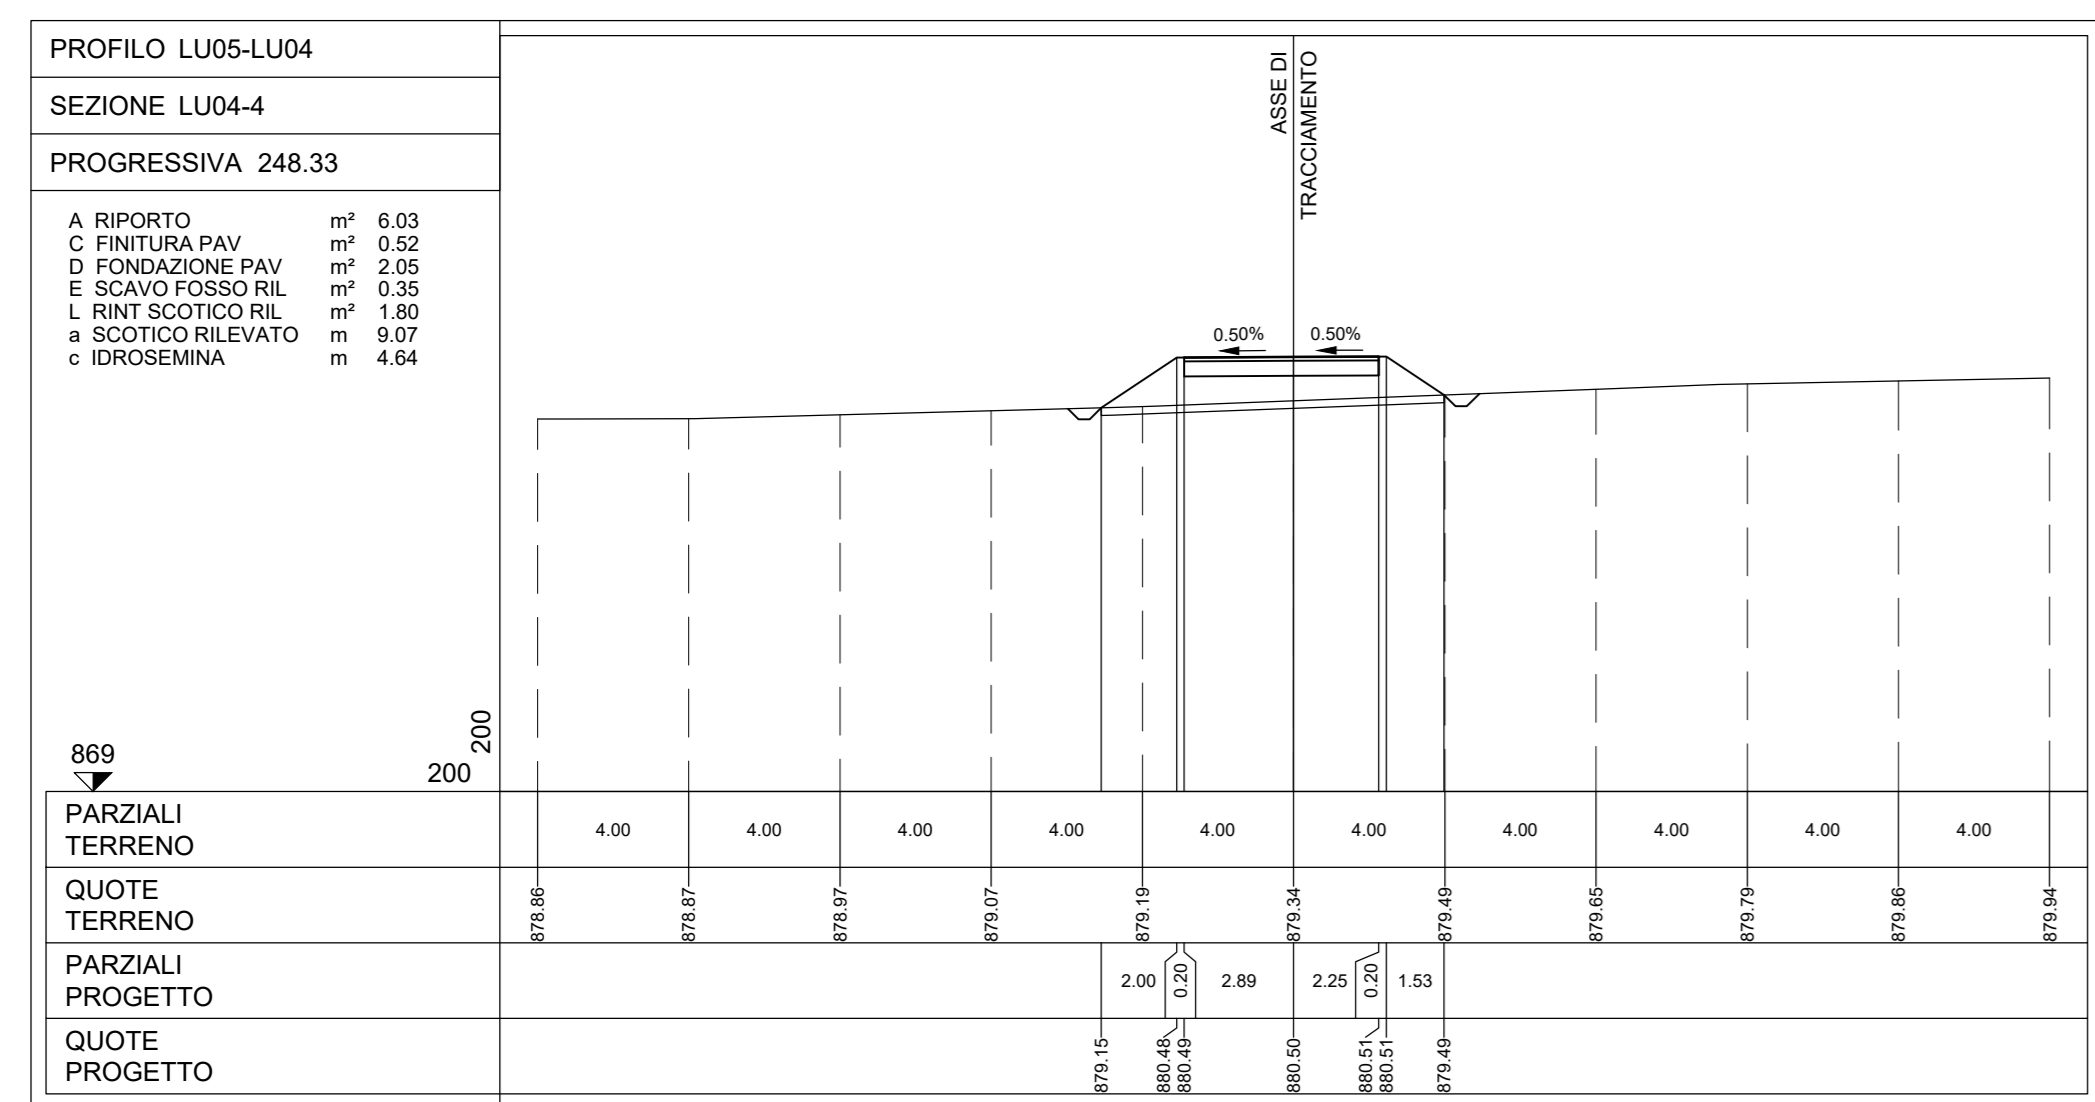 PROFILO LU05-LU04
SEZIONE LU04-4
PROGRESSIVA 248.33
A RIPORTO m² 6.03
C FINITURA PAV m² 0.52
D FONDAZIONE PAV m² 2.05
E SCAVO FOSSO RIL m² 0.35
L RINT SCOTICO RIL m² 1.80
a SCOTICO RILEVATO m 9.07
c IDROSEMINA m 4.64
ASSE DI
TRACCIAMENTO
0.50% 0.50%
869
200
200
PARZIALI
TERRENO
4.00 4.00 4.00 4.00 4.00 4.00 4.00 4.00 4.00 4.00
QUOTE
TERRENO
878.86 878.87 878.97 879.07 879.19 879.34 879.49 879.65 879.79 879.86 879.94
PARZIALI
PROGETTO
2.00 0.20 2.89 2.25 0.20 1.53
QUOTE
PROGETTO
879.15 880.48 880.49 880.50 880.51 880.51 879.49